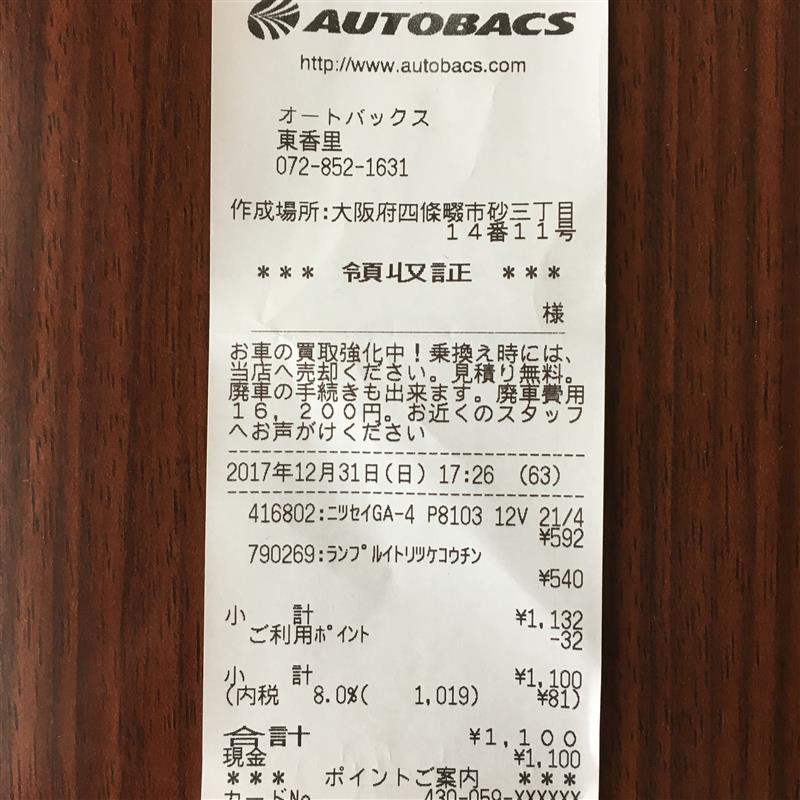 AUTOBACS
http://www.autobacs.com
オートバックス
東香里
072-852-1631
作成場所:大阪府四條畷市砂三丁目
14番11号
*** 領収証 ***
様
お車の買取強化中!乗換え時には、
当店へ売却ください。見積り無料。
廃車の手続きも出来ます。廃車費用
16,200円。お近くのスタッフ
へお声がけください
2017年12月31日(日) 17:26 (63)
416802:ニツセイGA-4 P8103 12V 21/4
¥592
790269:ランプルイトリツケコウチン
¥540
小 計 ¥1,132
ご利用ポイント -32
小 計 ¥1,100
(内税 8.0%( 1,019) ¥81)
合計 ¥1,100
現金 ¥1,100
*** ポイントご案内 ***
カードNo 430-059-XXXXXX